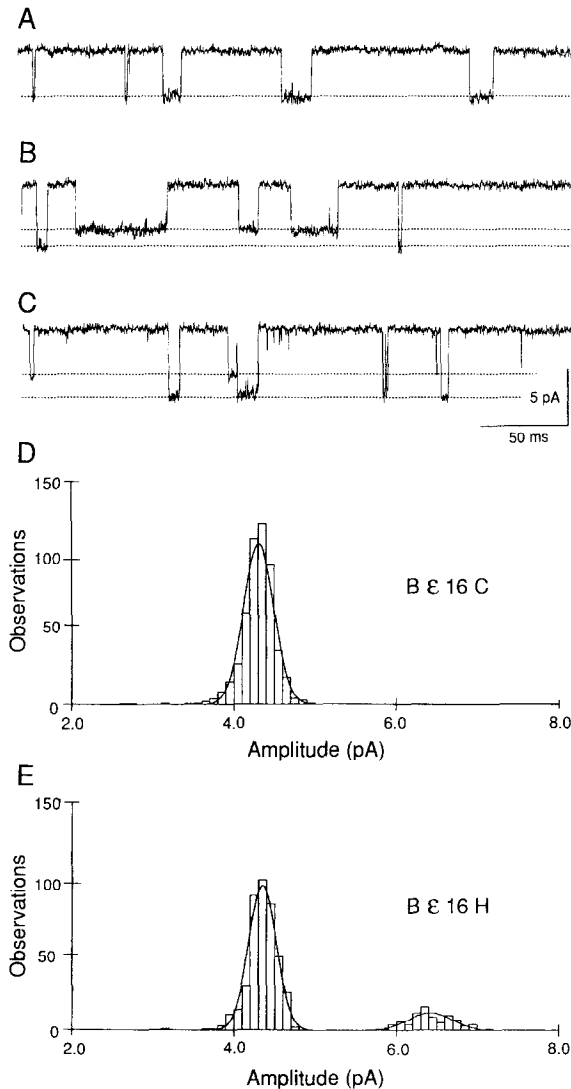 A
B
C
5 pA
50 ms
D
150
100
50
0
Observations
B ε 16 C
2.0 4.0 6.0 8.0
Amplitude (pA)
E
150
100
50
0
Observations
B ε 16 H
2.0 4.0 6.0 8.0
Amplitude (pA)